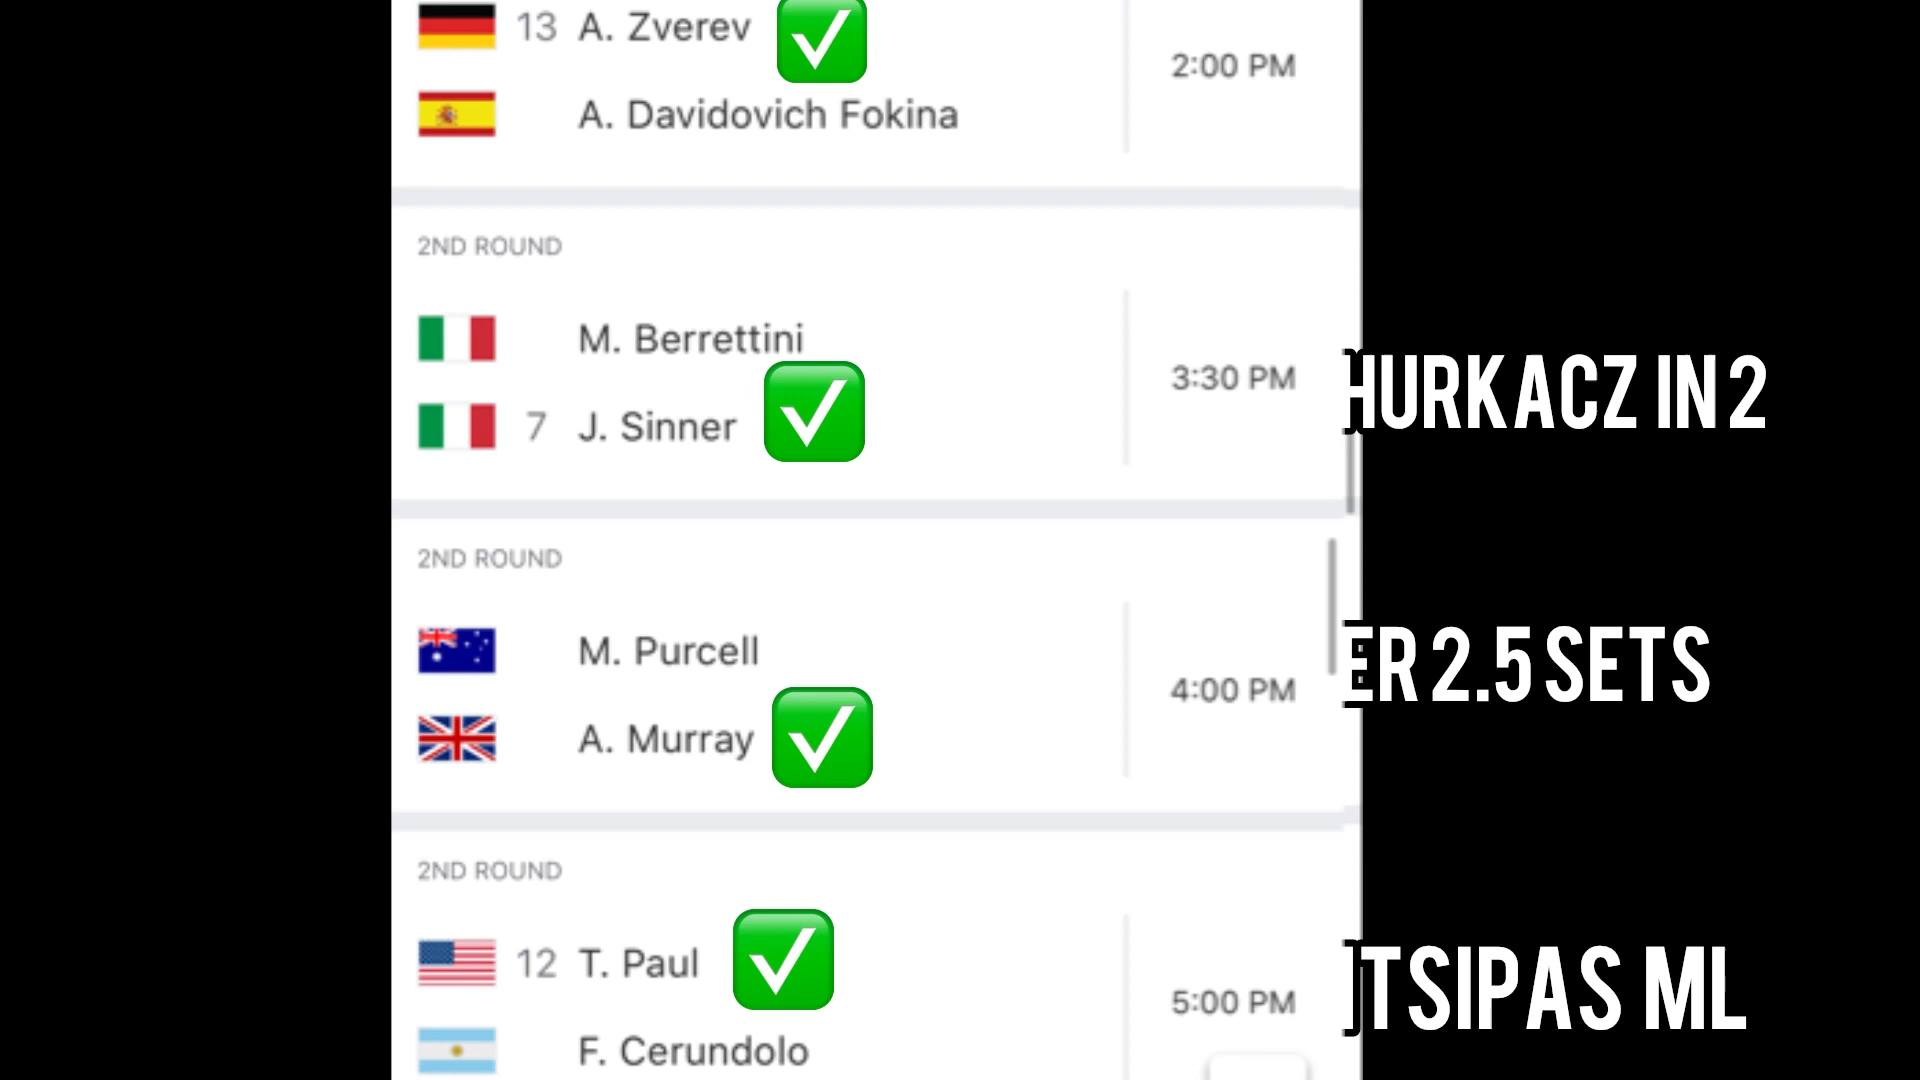 13 A. Zverev
2:00 PM
A. Davidovich Fokina
2ND ROUND
M. Berrettini
3:30 PM
HURKACZ IN 2
7 J. Sinner
2ND ROUND
M. Purcell
4:00 PM
ER 2.5 SETS
A. Murray
2ND ROUND
12 T. Paul
5:00 PM
TSIPAS ML
F. Cerundolo